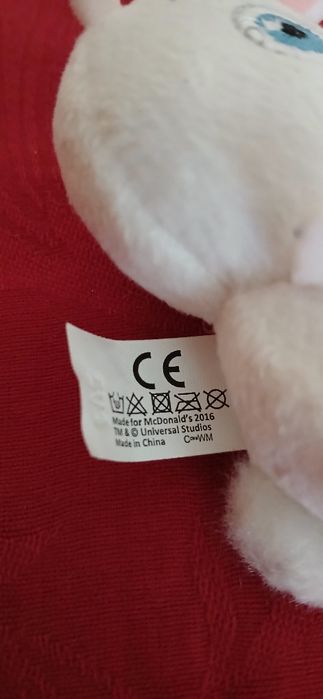 CE
Made for McDonald's 2016
TM & © Universal Studios
Made in China